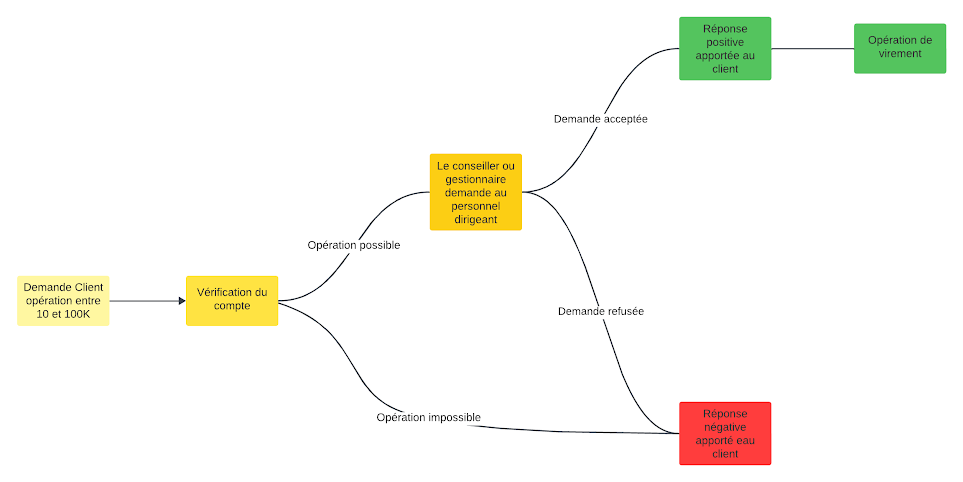 Demande Client
opération entre
10 et 100K
Vérification du
compte
Opération possible
Opération impossible
Le conseiller ou
gestionnaire
demande au
personnel
dirigeant
Demande acceptée
Demande refusée
Réponse
positive
apportée au
client
Opération de
virement
Réponse
négative
apporté eau
client